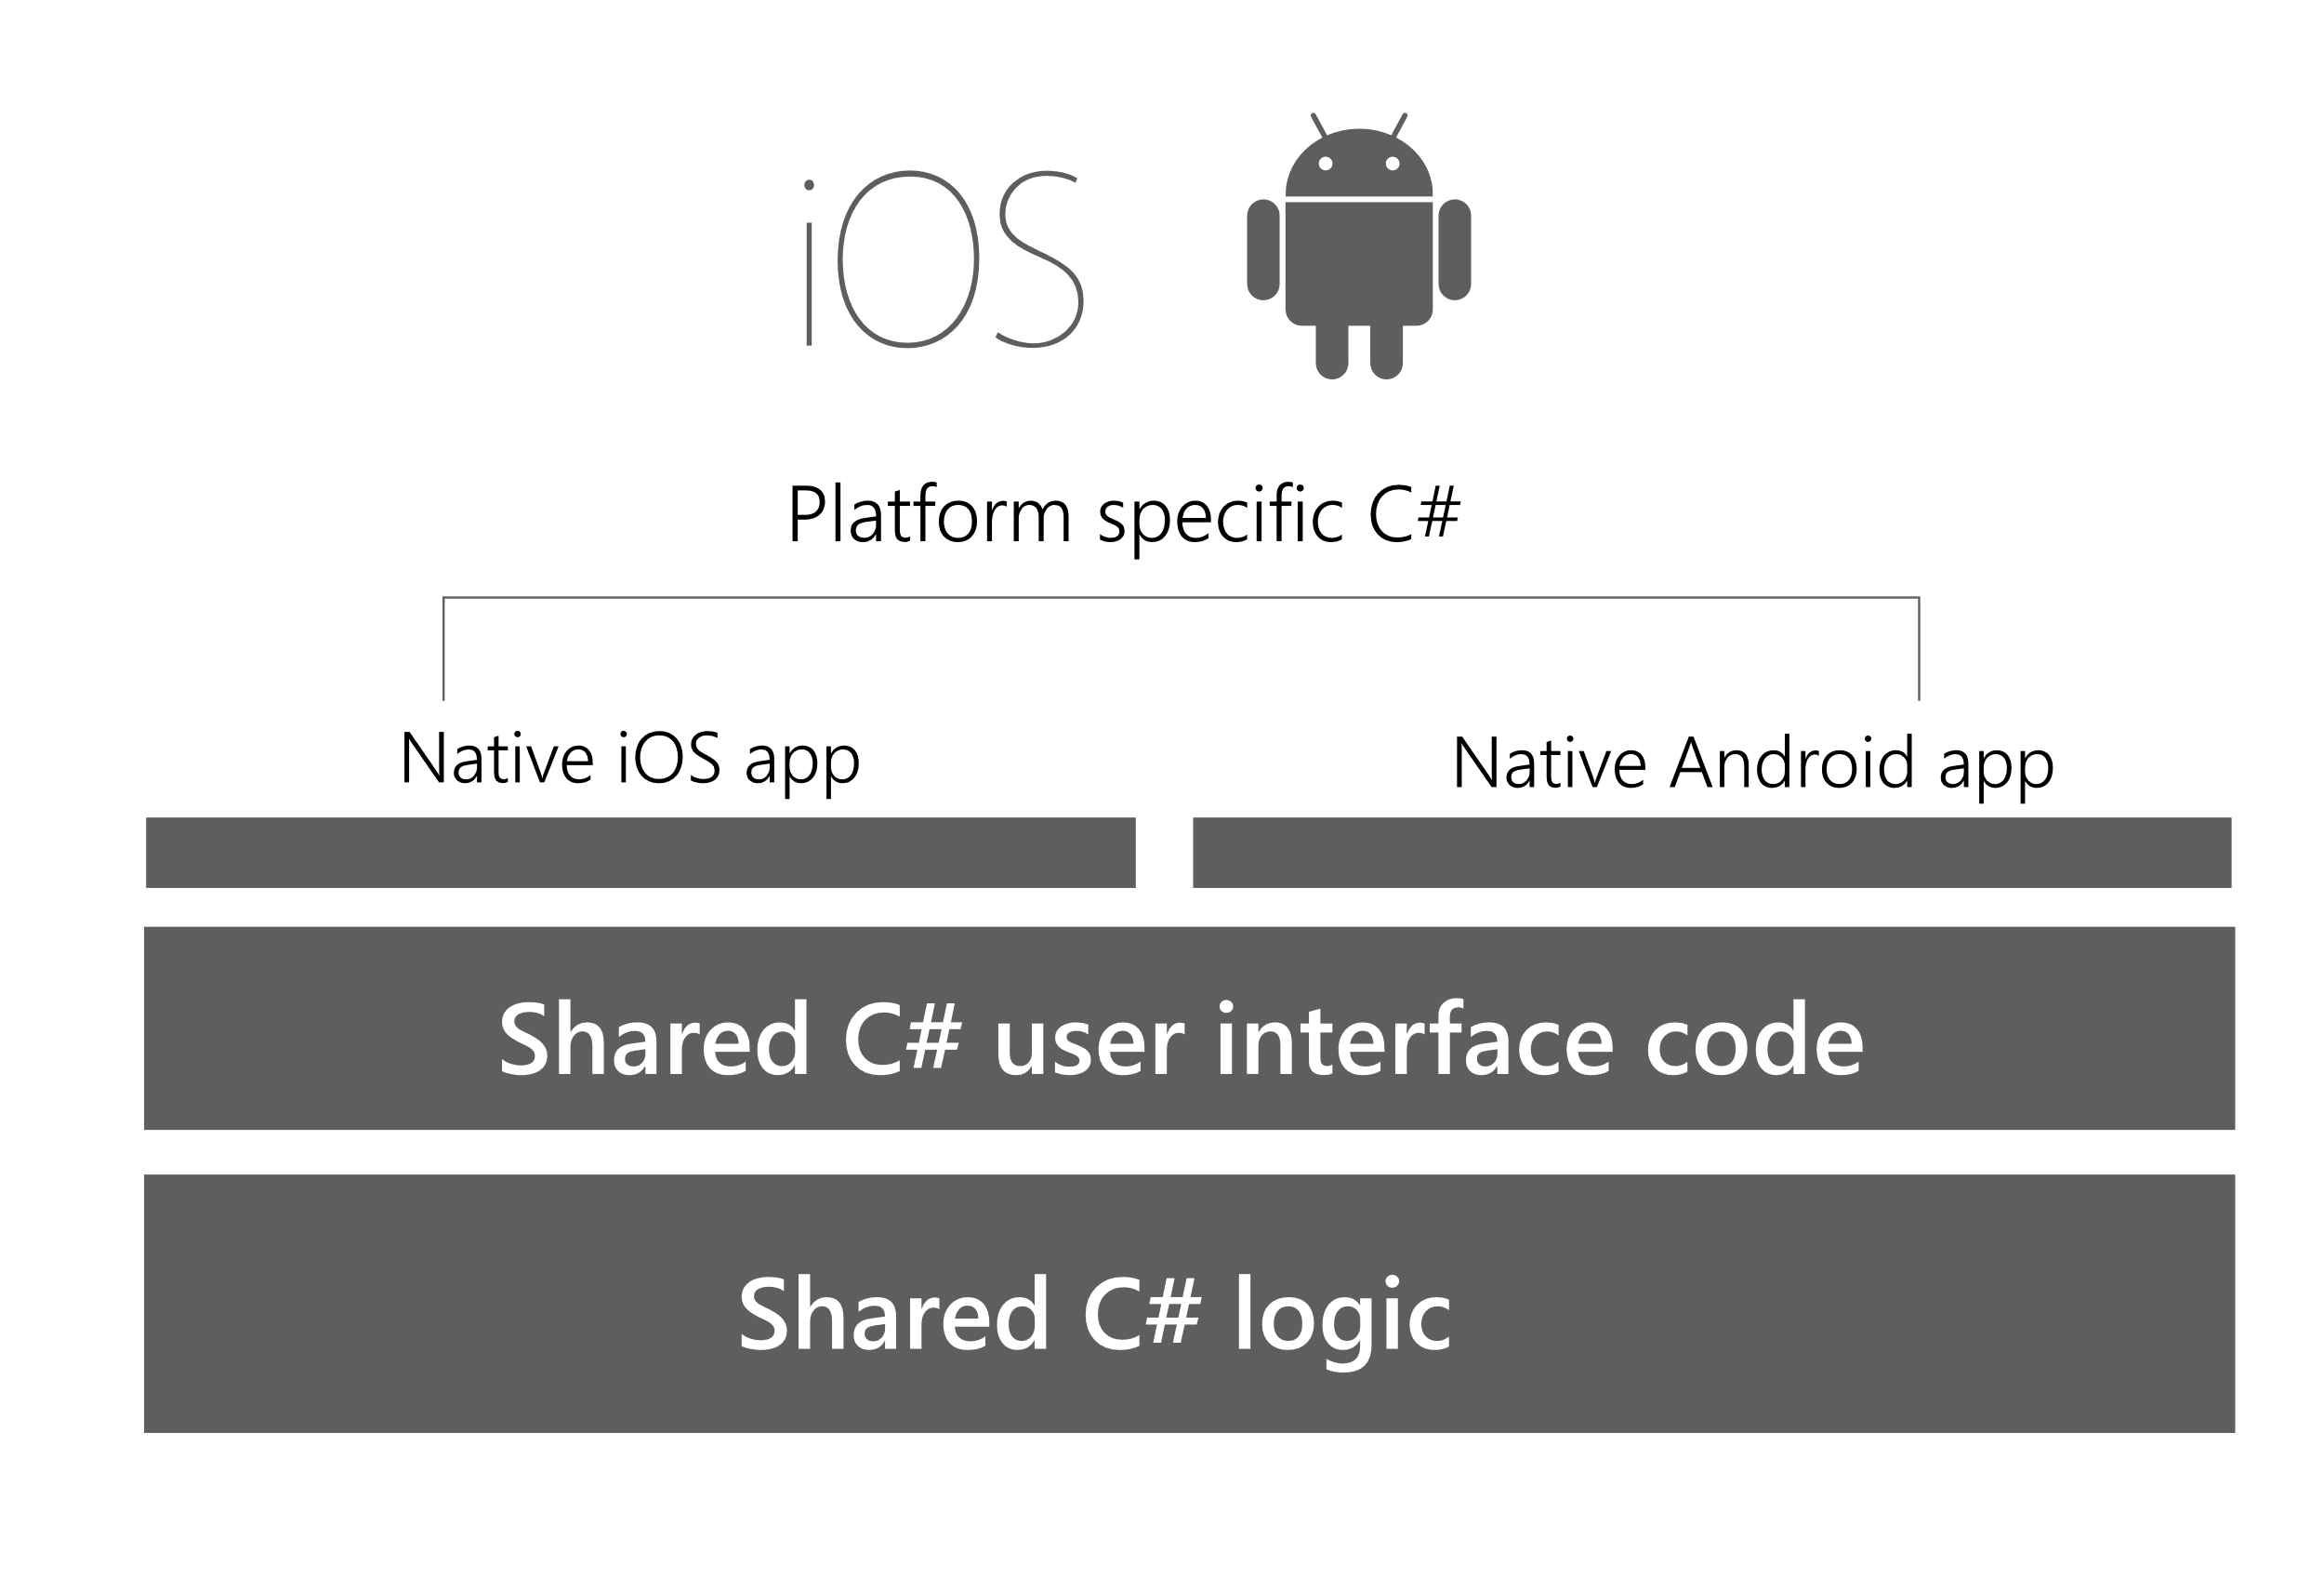 iOS
Platform specific C#
Native iOS app
Native Android app
Shared C# user interface code
Shared C# logic